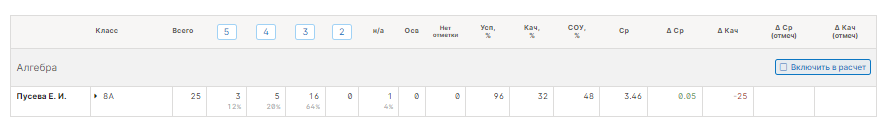 Класс Всего 5 4 3 2 н/а Осв Нет отметки Усп, % Кач, % СОУ, % Ср Δ Ср Δ Кач Δ Ср (отмеч) Δ Кач (отмеч)
Алгебра Включить в расчет
Пусева Е. И. 8А 25 3 5 16 0 1 0 0 96 32 48 3.46 0.05 -25
12% 20% 64% 4%